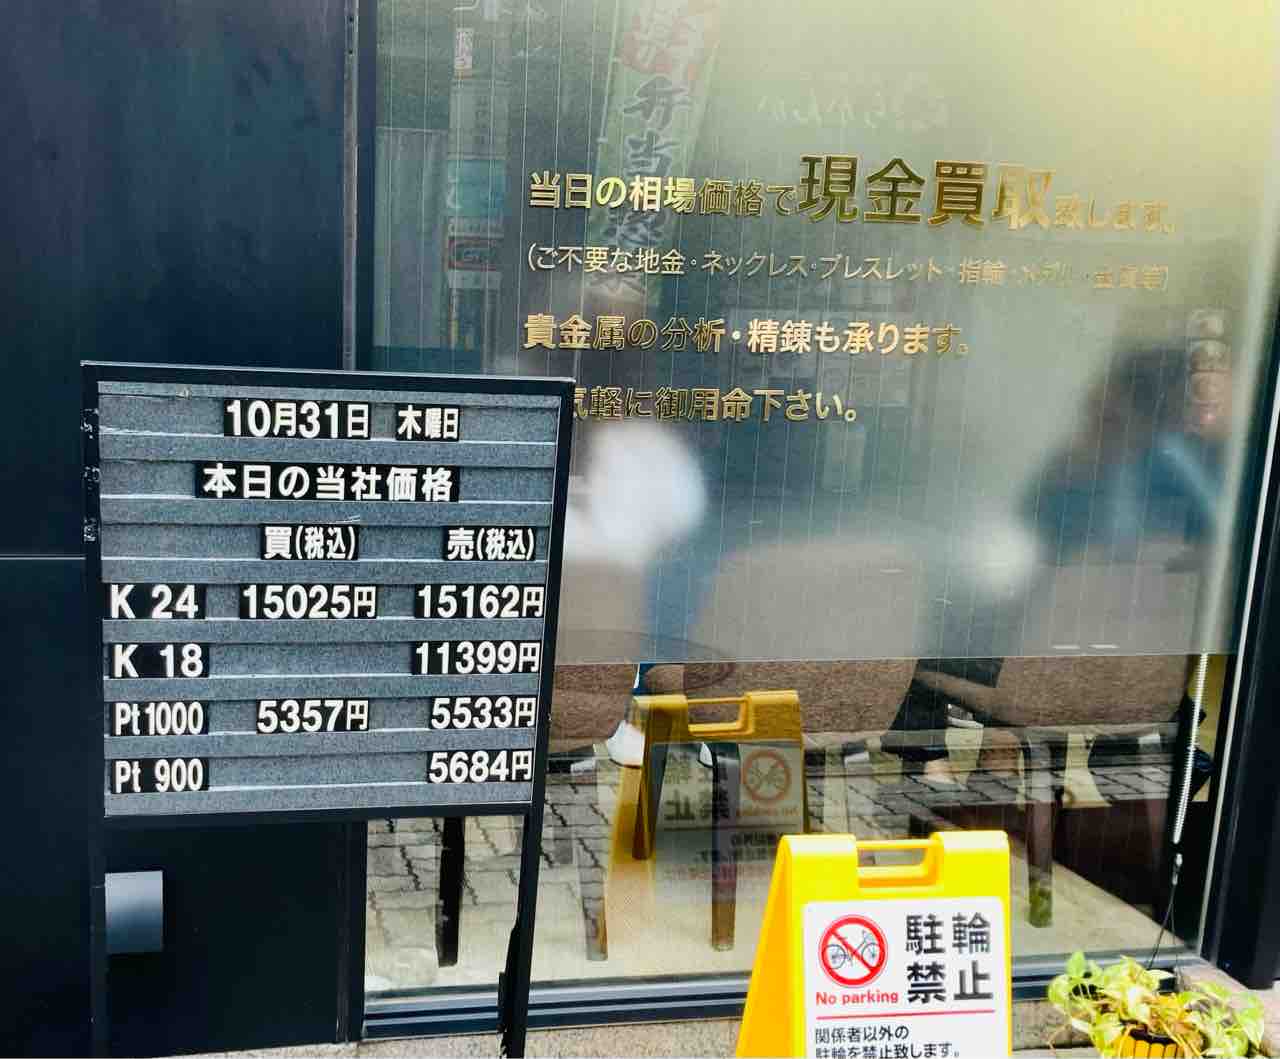 当日の相場価格で現金買取致します。
(ご不要な地金・ネックレス・ブレスレット・指輪・メダル・金貨等)
貴金属の分析・精錬も承ります。
気軽に御用命下さい。
10月31日 木曜日
本日の当社価格
買(税込) 売(税込)
K 24 15025円 15162円
K 18 11399円
Pt1000 5357円 5533円
Pt 900 5684円
駐輪
禁止
No parking
関係者以外の
駐輪を禁止致します。